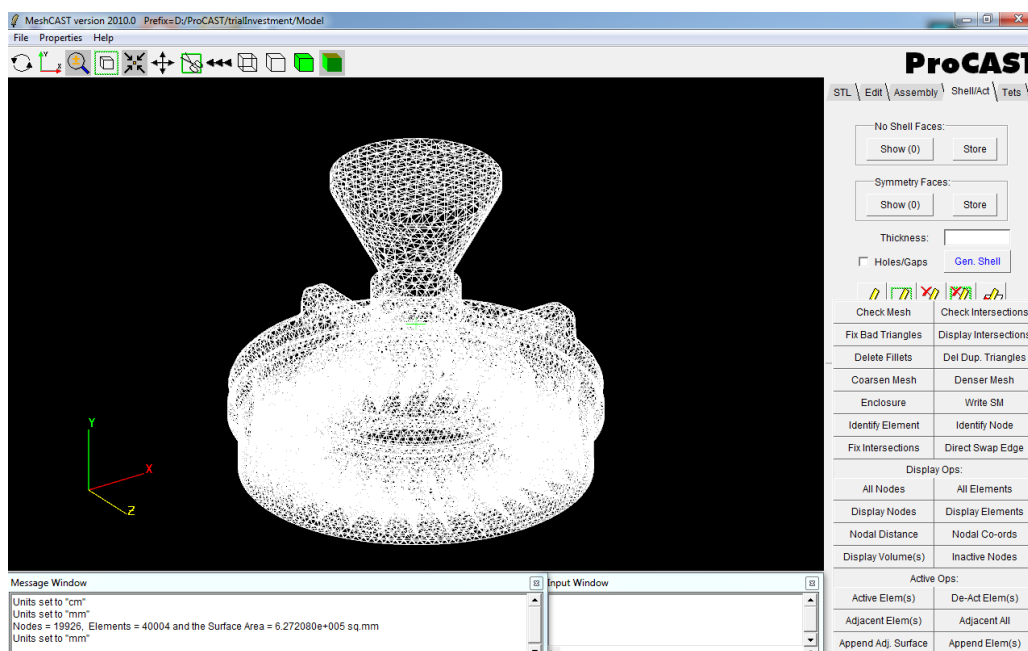 MeshCAST version 2010.0 Prefix=D:/ProCAST/trialInvestment/Model
File Properties Help
ProCAST
STL Edit Assembly Shell/Act Tets
No Shell Faces:
Show (0) Store
Symmetry Faces:
Show (0) Store
Thickness:
Holes/Gaps Gen. Shell
Check Mesh Check Intersections
Fix Bad Triangles Display Intersections
Delete Fillets Del Dup. Triangles
Coarsen Mesh Denser Mesh
Enclosure Write SM
Identify Element Identify Node
Fix Intersections Direct Swap Edge
Display Ops:
All Nodes All Elements
Display Nodes Display Elements
Nodal Distance Nodal Co-ords
Display Volume(s) Inactive Nodes
Active Ops:
Active Elem(s) De-Act Elem(s)
Adjacent Elem(s) Adjacent All
Append Adj. Surface Append Elem(s)
Y
X
Z
Message Window
Units set to "cm"
Units set to "mm"
Nodes = 19926, Elements = 40004 and the Surface Area = 6.272080e+005 sq.mm
Units set to "mm"
Input Window